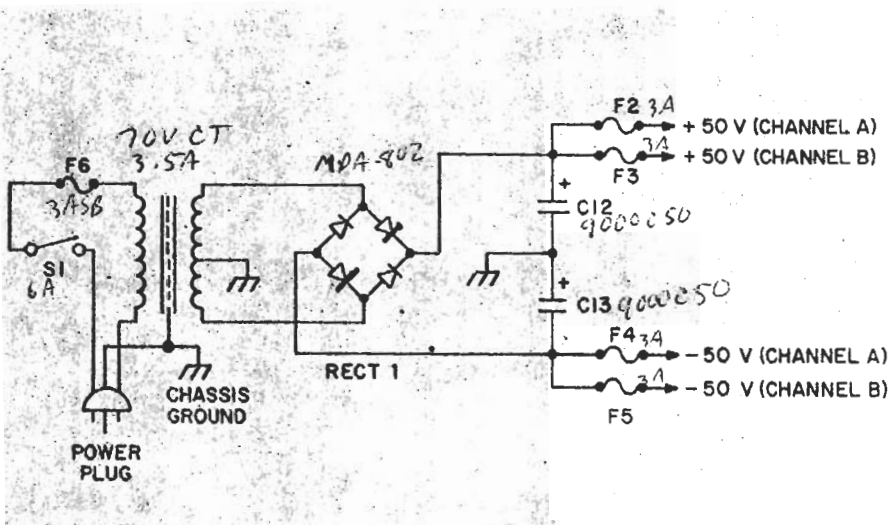 70V CT
3.5A
F6
3ASB
S1
6A
POWER
PLUG
CHASSIS
GROUND
MDA-802
RECT 1
F2 3A
+ 50 V (CHANNEL A)
3A
+ 50 V (CHANNEL B)
F3
+
C12
9000@50
+
C13 9000@50
F4 3A
- 50 V (CHANNEL A)
3A
- 50 V (CHANNEL B)
F5